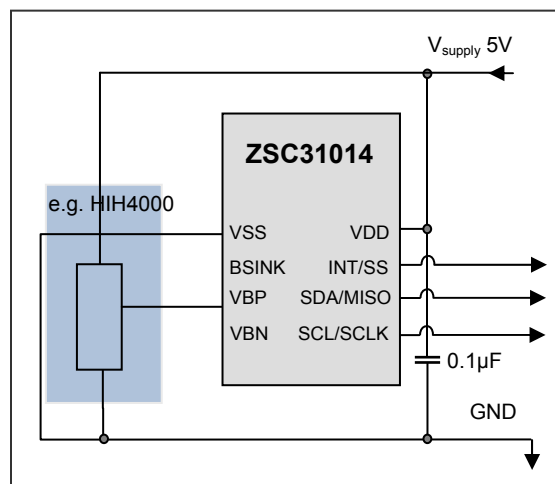 Vsupply 5V
ZSC31014
e.g. HIH4000
VSS VDD
BSINK INT/SS
VBP SDA/MISO
VBN SCL/SCLK
0.1µF
GND